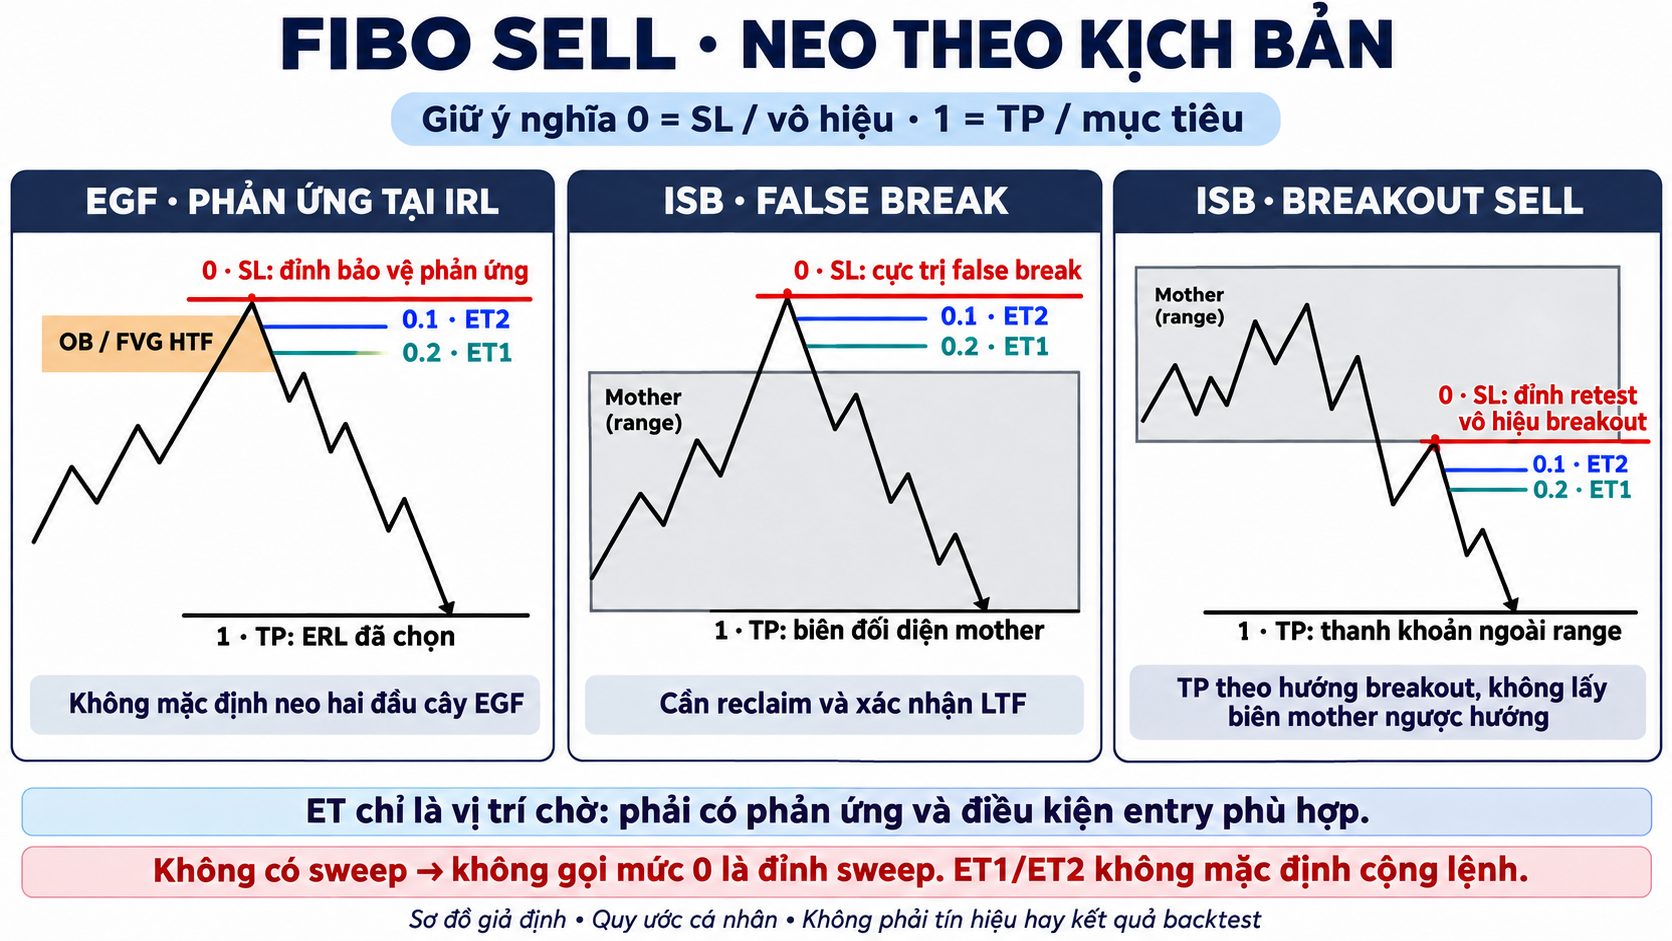 FIBO SELL • NEO THEO KỊCH BẢN
Giữ ý nghĩa 0 = SL / vô hiệu • 1 = TP / mục tiêu
EGF • PHẢN ỨNG TẠI IRL
0 • SL: đỉnh bảo vệ phản ứng
0.1 • ET2
OB / FVG HTF
0.2 • ET1
1 • TP: ERL đã chọn
Không mặc định neo hai đầu cây EGF
ISB • FALSE BREAK
0 • SL: cực trị false break
0.1 • ET2
0.2 • ET1
Mother
(range)
1 • TP: biên đối diện mother
Cần reclaim và xác nhận LTF
ISB • BREAKOUT SELL
Mother
(range)
0 • SL: đỉnh retest
vô hiệu breakout
0.1 • ET2
0.2 • ET1
1 • TP: thanh khoản ngoài range
TP theo hướng breakout, không lấy
biên mother ngược hướng
ET chỉ là vị trí chờ: phải có phản ứng và điều kiện entry phù hợp.
Không có sweep → không gọi mức 0 là đỉnh sweep. ET1/ET2 không mặc định cộng lệnh.
Sơ đồ giả định • Quy ước cá nhân • Không phải tín hiệu hay kết quả backtest